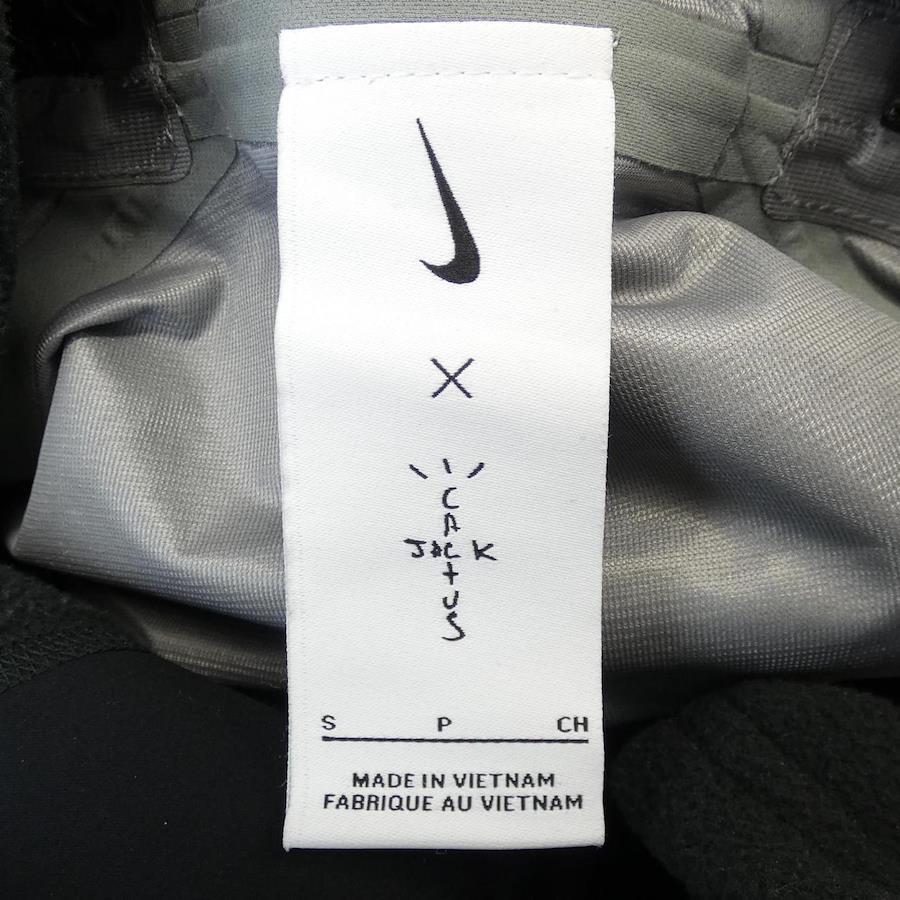 X
CACTUS
JACK
S P CH
MADE IN VIETNAM
FABRIQUE AU VIETNAM